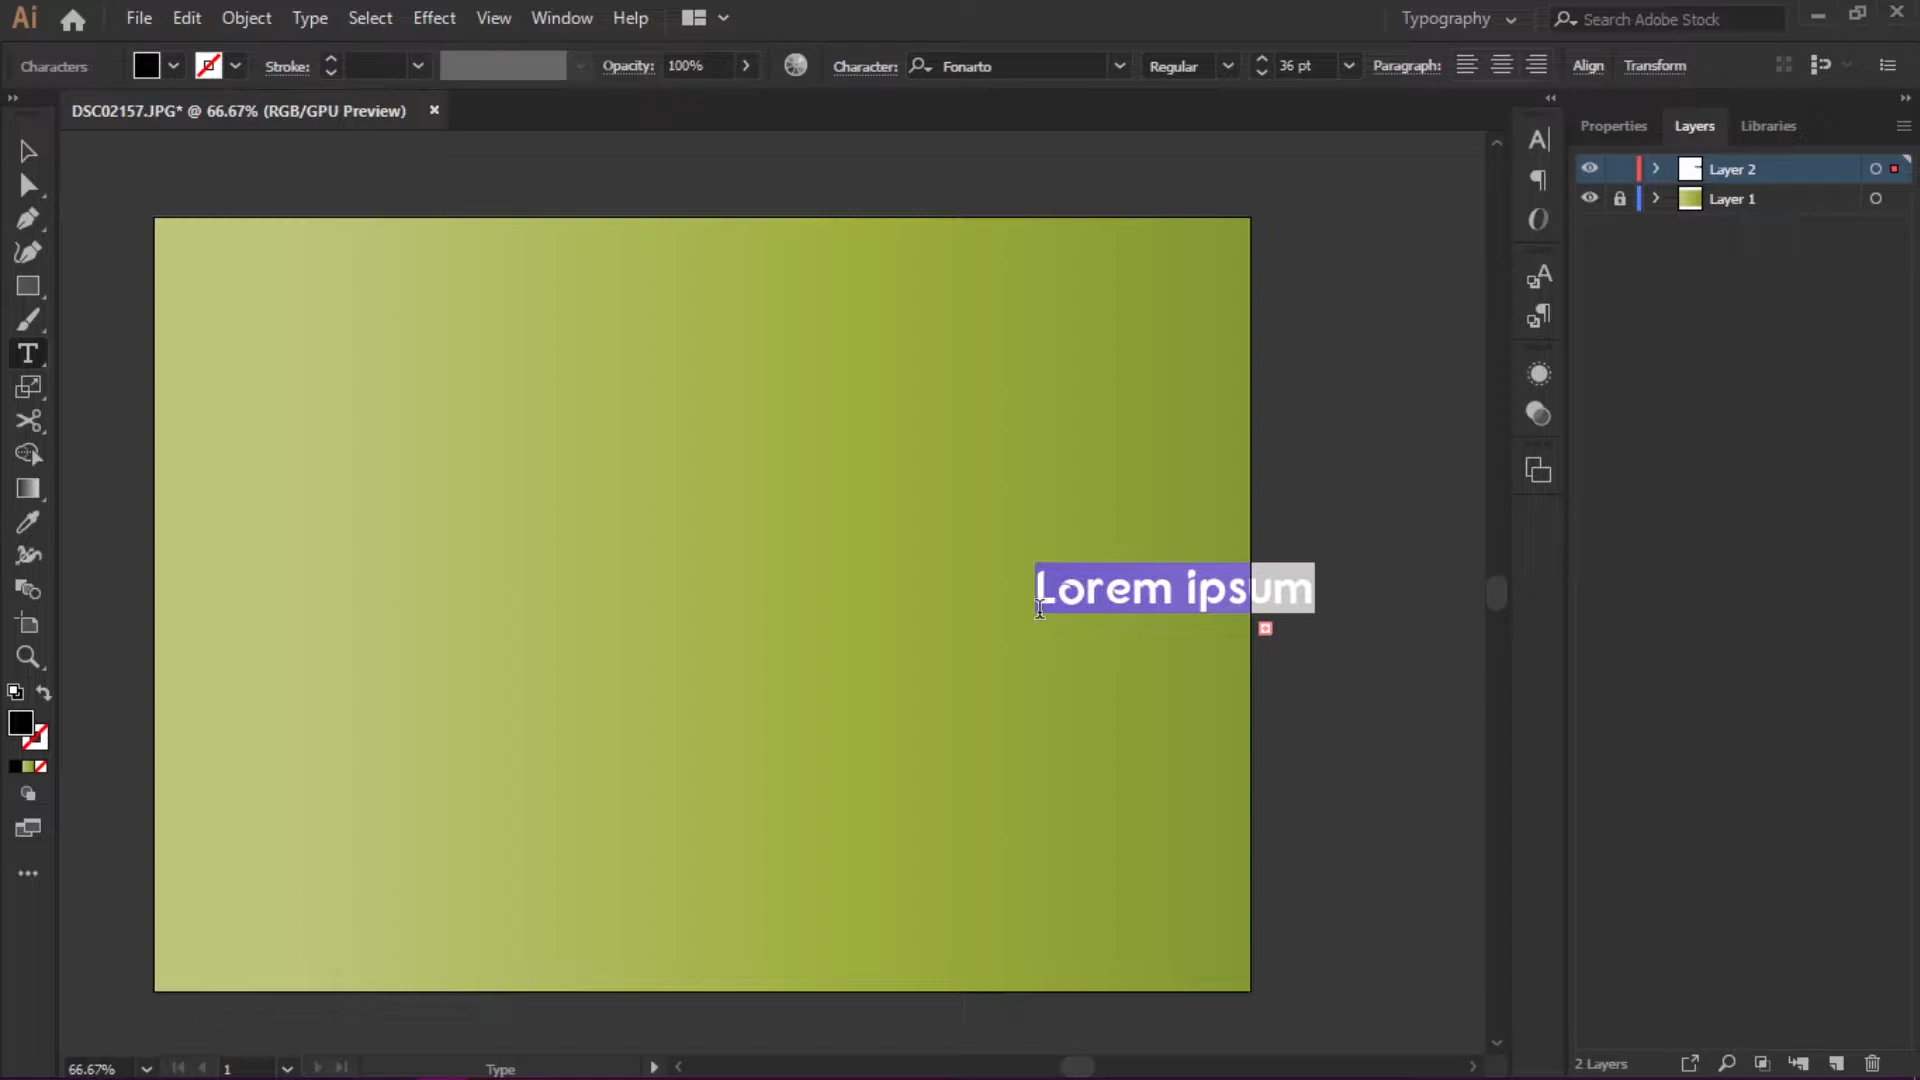 Ai File Edit Object Type Select Effect View Window Help Typography Search Adobe Stock
Characters Stroke: Opacity: 100% Character: Fonarto Regular 36 pt Paragraph: Align Transform
DSC02157.JPG* @ 66.67% (RGB/GPU Preview)
Properties Layers Libraries
Layer 2
Layer 1
Lorem ipsum
66.67% 1 Type
2 Layers